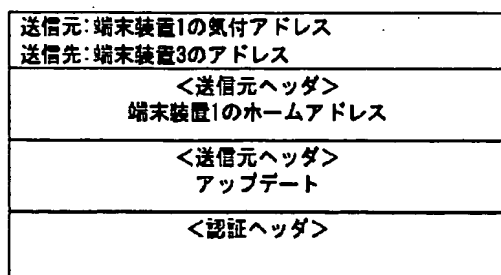 送信元:端末装置1の気付アドレス
送信先:端末装置3のアドレス
<送信元ヘッダ>
端末装置1のホームアドレス
<送信元ヘッダ>
アップデート
<認証ヘッダ>